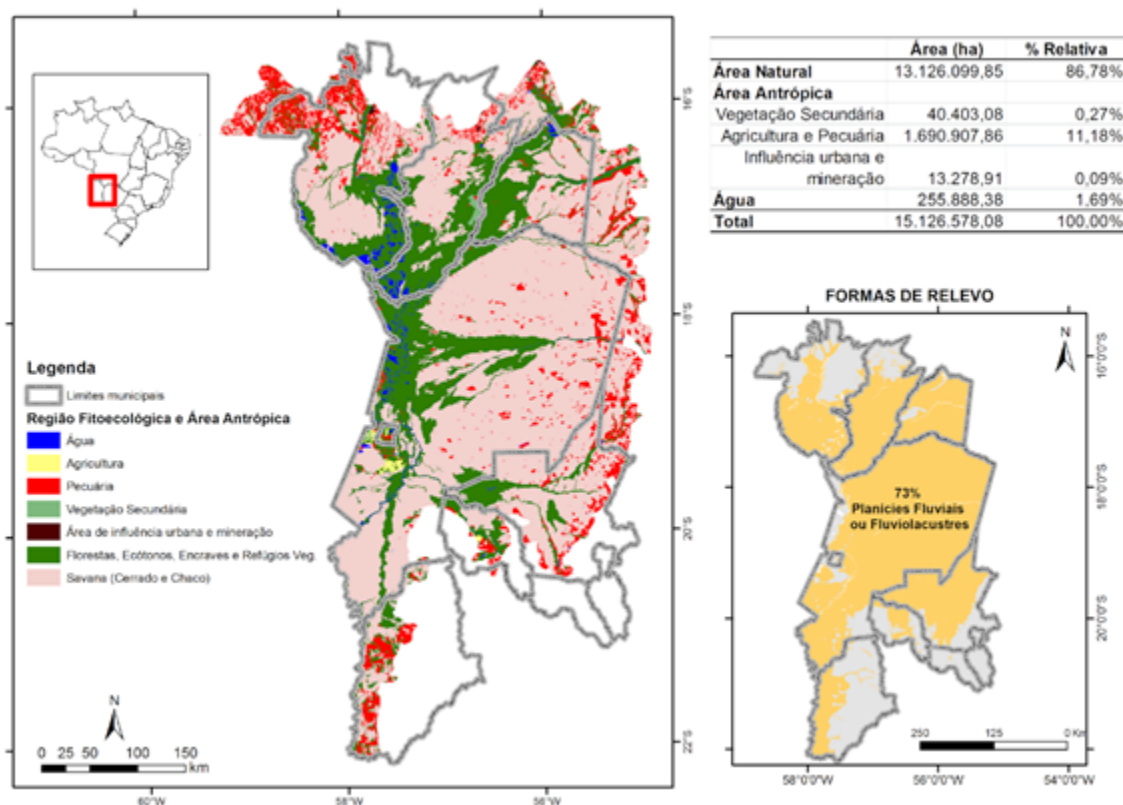 Área (ha) % Relativa
Área Natural 13.126.099,85 86,78%
Área Antrópica
Vegetação Secundária 40.403,08 0,27%
Agricultura e Pecuária 1.690.907,86 11,18%
Influência urbana e
mineração 13.278,91 0,09%
Água 255.888,38 1,69%
Total 15.126.578,08 100,00%
16°S
18°S
20°S
22°S
Legenda
Limites municipais
Região Fitoecológica e Área Antrópica
Água
Agricultura
Pecuária
Vegetação Secundária
Área de influência urbana e mineração
Florestas, Ecótonos, Encraves e Refúgios Veg.
Savana (Cerrado e Chaco)
N
0 25 50 100 150
km
60°W 58°W 56°W
FORMAS DE RELEVO
N
16°0'S
18°0'S
20°0'S
73%
Planícies Fluviais
ou Fluviolacustres
250 125 0 Km
58°0'0"W 56°0'0"W 54°0'0"W